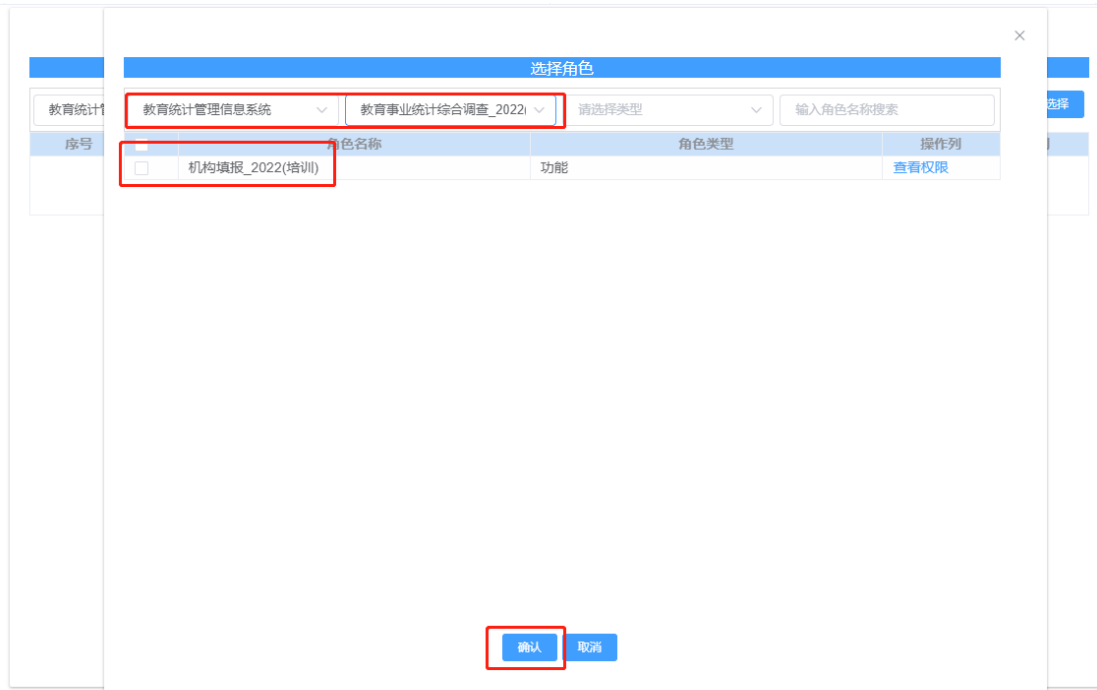 选择角色
教育统计管
教育统计管理信息系统
教育事业统计综合调查_2022(
请选择类型
输入角色名称搜索
选择
序号
角色名称
角色类型
操作列
机构填报_2022(培训)
功能
查看权限
确认
取消